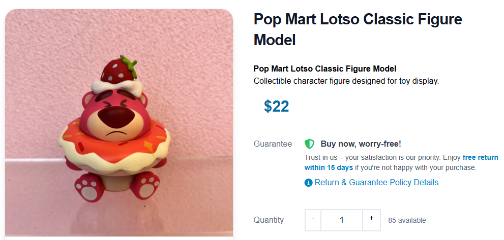 Pop Mart Lotso Classic Figure
Model
Pop Mart Lotso Classic Figure Model
Collectible character figure designed for toy display.
$22
Guarantee
Buy now, worry-free!
Trust in us – your satisfaction is our priority. Enjoy free return
within 15 days if you're not happy with your purchase.
Return & Guarantee Policy Details
Quantity - 1 + 85 available